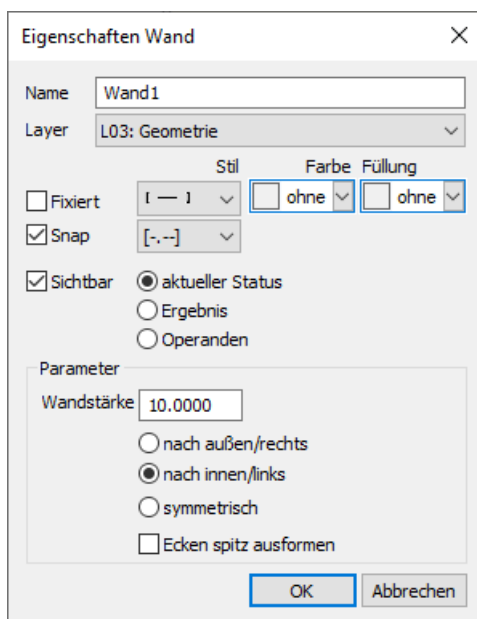 Eigenschaften Wand
Name Wand1
Layer L03: Geometrie
Stil Farbe Füllung
Fixiert [ — ] ohne ohne
Snap [-.--]
Sichtbar aktueller Status
Ergebnis
Operanden
Parameter
Wandstärke 10.0000
nach außen/rechts
nach innen/links
symmetrisch
Ecken spitz ausformen
OK Abbrechen